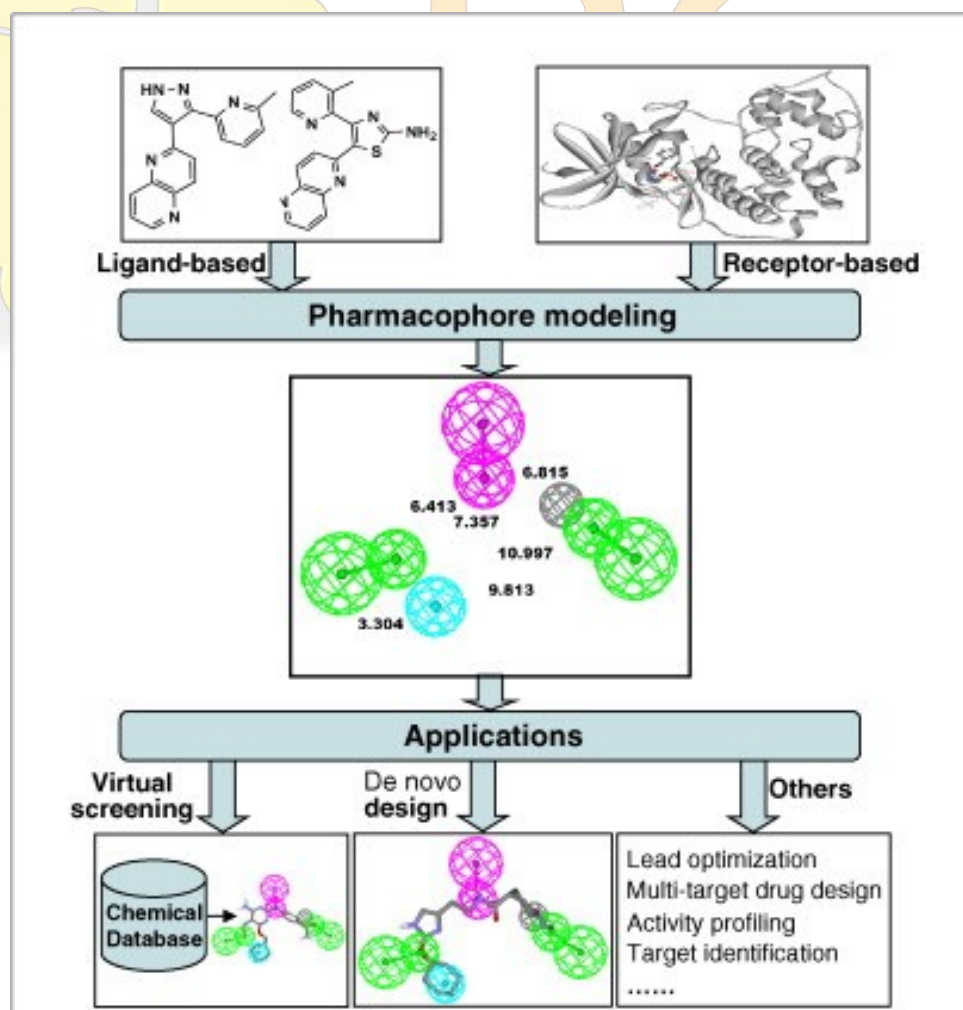 HN
N
N
N
N
N
N
NH₂
S
N
N
Ligand-based
Receptor-based
Pharmacophore modeling
6.815
6.413
7.357
10.997
9.813
3.304
Applications
Virtual
screening
De novo
design
Others
Chemical
Database
Lead optimization
Multi-target drug design
Activity profiling
Target identification
......